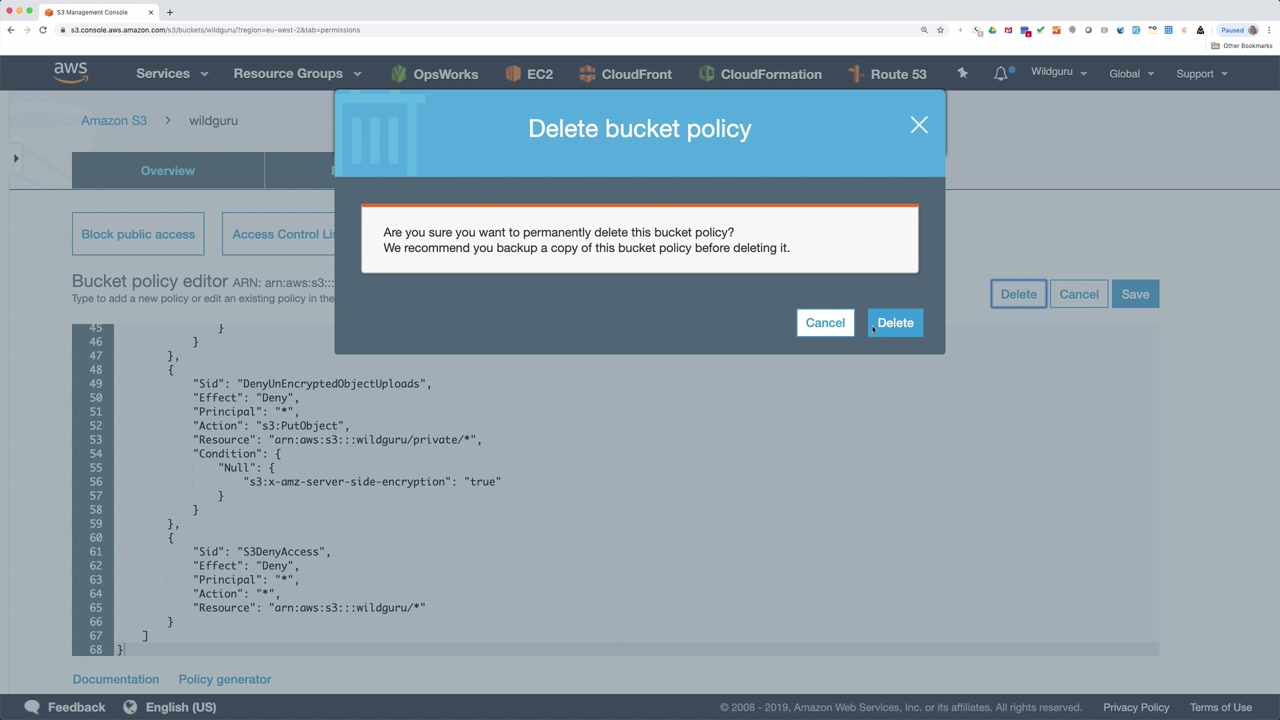 S3 Management Console
s3.console.aws.amazon.com/s3/buckets/wildguru/?region=eu-west-2&tab=permissions
Paused
Other Bookmarks
aws
Services
Resource Groups
OpsWorks
EC2
CloudFront
CloudFormation
Route 53
Wildguru
Global
Support
Amazon S3
wildguru
Delete bucket policy
Overview
Are you sure you want to permanently delete this bucket policy?
We recommend you backup a copy of this bucket policy before deleting it.
Block public access
Access Control Lis
Bucket policy editor ARN: arn:aws:s3:::
Type to add a new policy or edit an existing policy in the
Delete
Cancel
Save
Cancel
Delete
45 }
46 }
47 },
48 {
49 "Sid": "DenyUnEncryptedObjectUploads",
50 "Effect": "Deny",
51 "Principal": "*",
52 "Action": "s3:PutObject",
53 "Resource": "arn:aws:s3:::wildguru/private/*",
54 "Condition": {
55 "Null": {
56 "s3:x-amz-server-side-encryption": "true"
57 }
58 }
59 },
60 {
61 "Sid": "S3DenyAccess",
62 "Effect": "Deny",
63 "Principal": "*",
64 "Action": "*",
65 "Resource": "arn:aws:s3:::wildguru/*"
66 }
67 ]
68 }
Documentation
Policy generator
Feedback
English (US)
© 2008 - 2019, Amazon Web Services, Inc. or its affiliates. All rights reserved.
Privacy Policy
Terms of Use